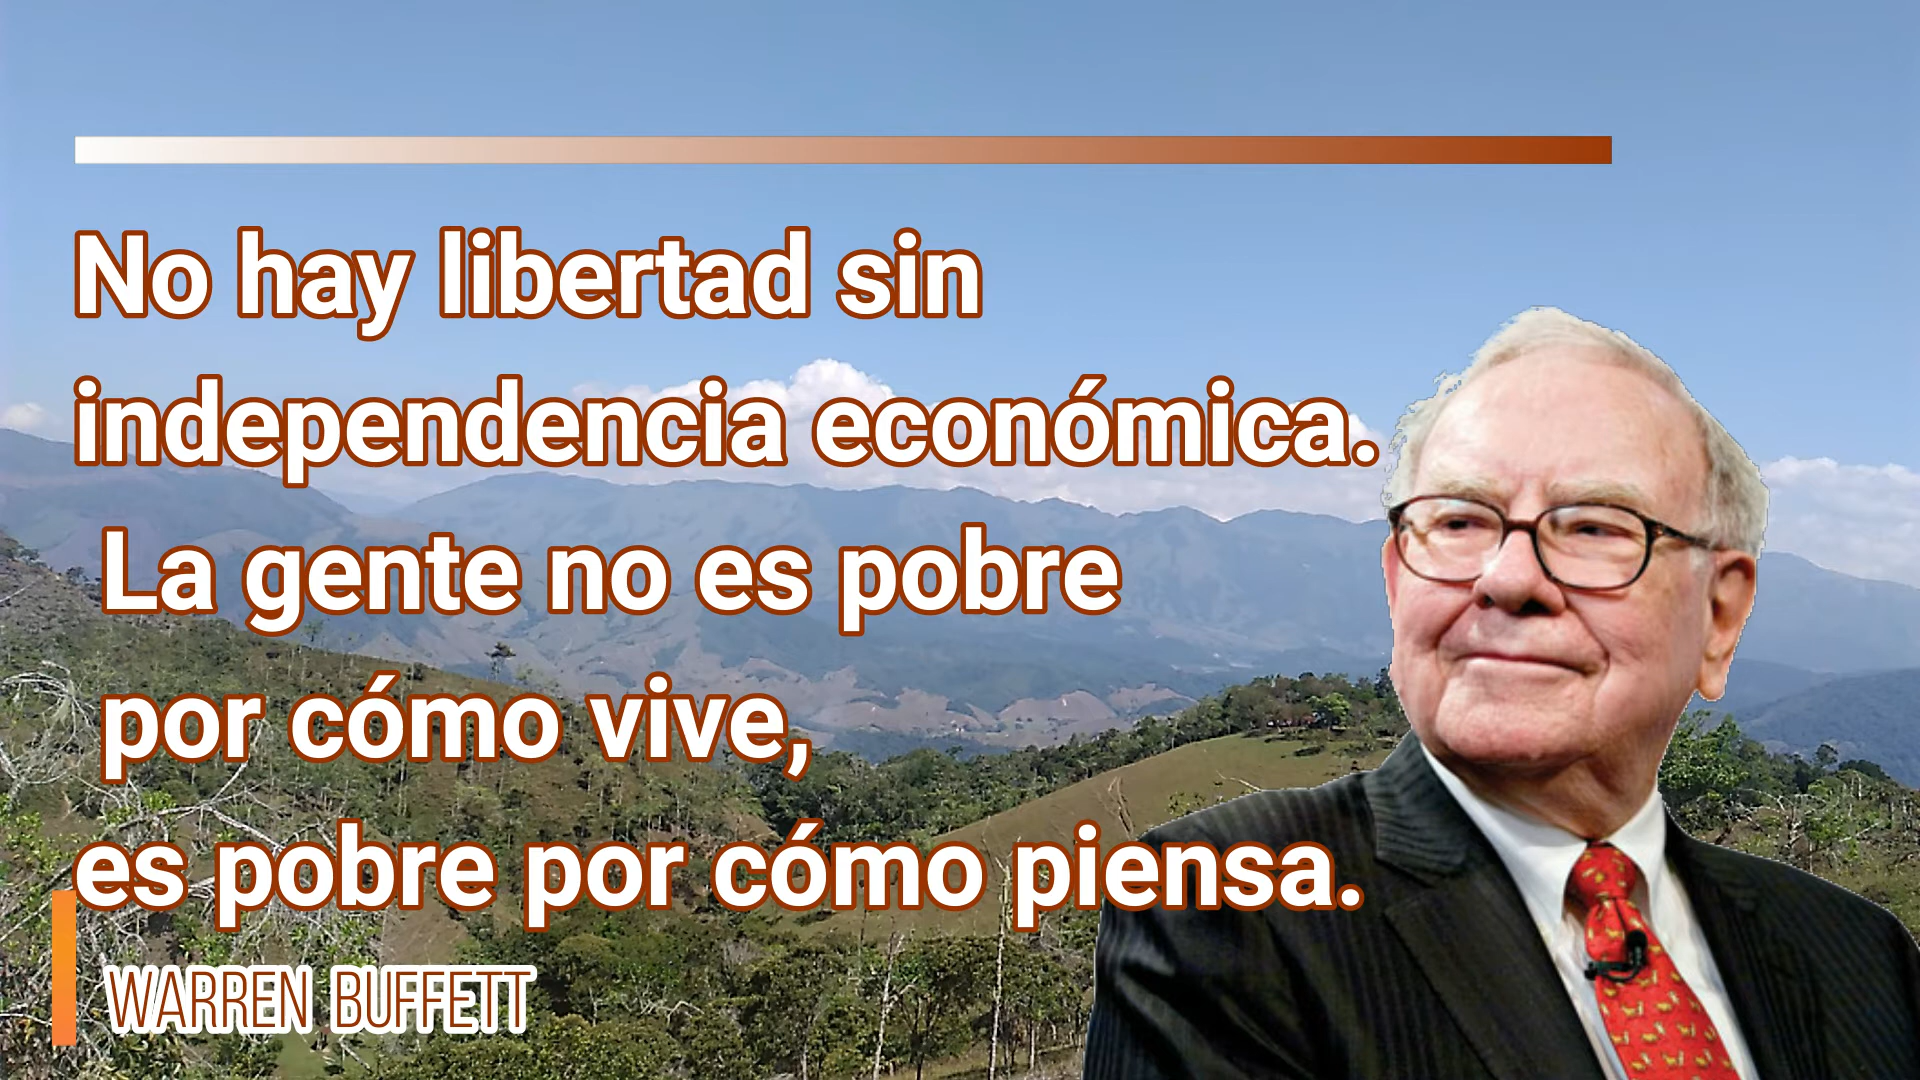 No hay libertad sin
independencia económica.
La gente no es pobre
por cómo vive,
es pobre por cómo piensa.
WARREN BUFFETT